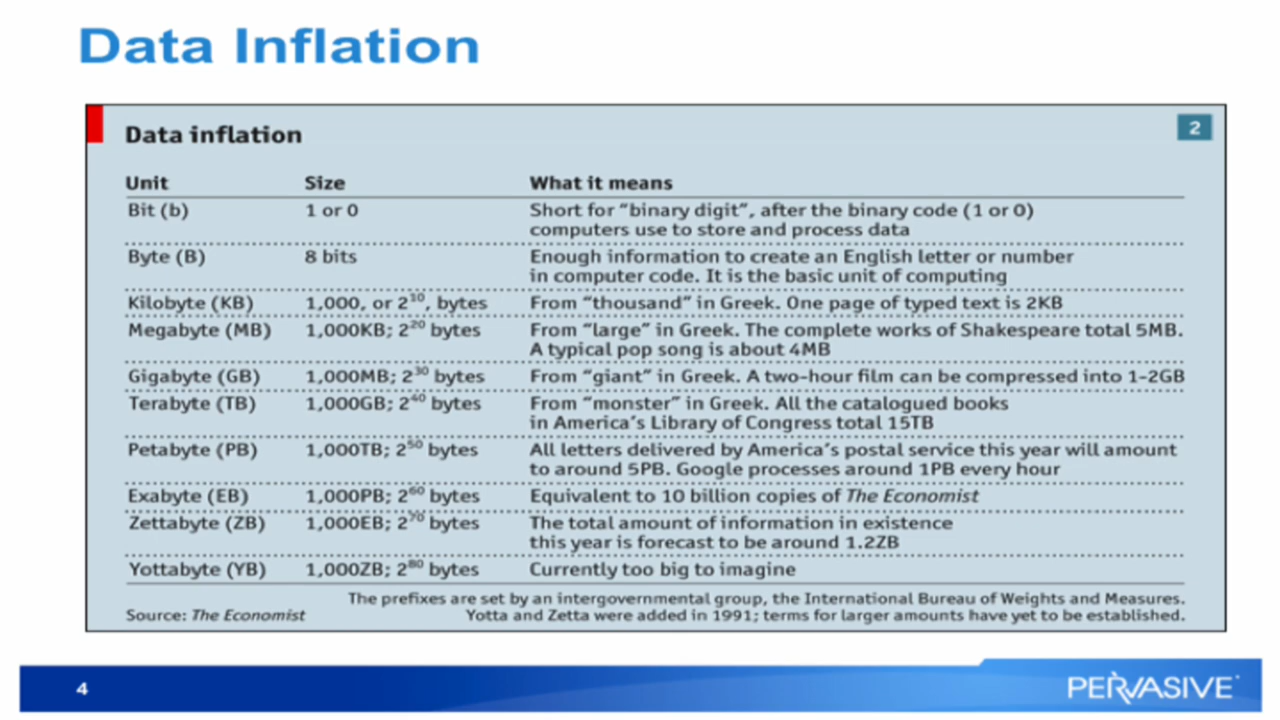 Data Inflation
Data inflation
2
Unit Size What it means
Bit (b) 1 or 0 Short for “binary digit”, after the binary code (1 or 0)
computers use to store and process data
Byte (B) 8 bits Enough information to create an English letter or number
in computer code. It is the basic unit of computing
Kilobyte (KB) 1,000, or 2¹⁰, bytes From “thousand” in Greek. One page of typed text is 2KB
Megabyte (MB) 1,000KB; 2²⁰ bytes From “large” in Greek. The complete works of Shakespeare total 5MB.
A typical pop song is about 4MB
Gigabyte (GB) 1,000MB; 2³⁰ bytes From “giant” in Greek. A two-hour film can be compressed into 1-2GB
Terabyte (TB) 1,000GB; 2⁴⁰ bytes From “monster” in Greek. All the catalogued books
in America’s Library of Congress total 15TB
Petabyte (PB) 1,000TB; 2⁵⁰ bytes All letters delivered by America’s postal service this year will amount
to around 5PB. Google processes around 1PB every hour
Exabyte (EB) 1,000PB; 2⁶⁰ bytes Equivalent to 10 billion copies of The Economist
Zettabyte (ZB) 1,000EB; 2⁷⁰ bytes The total amount of information in existence
this year is forecast to be around 1.2ZB
Yottabyte (YB) 1,000ZB; 2⁸⁰ bytes Currently too big to imagine
The prefixes are set by an intergovernmental group, the International Bureau of Weights and Measures.
Source: The Economist Yotta and Zetta were added in 1991; terms for larger amounts have yet to be established.
4
PERVASIVE